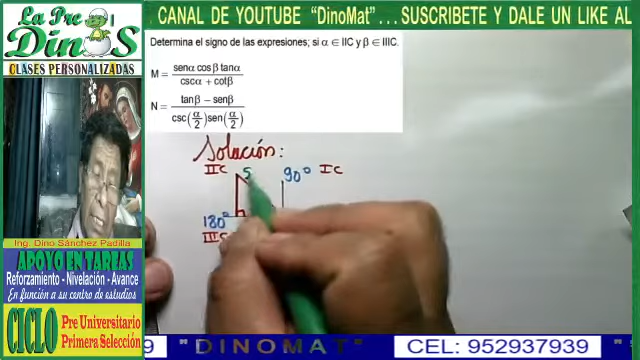 La Pre
DinoS
CLASES PERSONALIZADAS
CANAL DE YOUTUBE “DinoMat”...SUSCRIBETE Y DALE UN LIKE AL
Determina el signo de las expresiones; si α ∈ IIC y β ∈ IIIC.
M = senα cosβ tanα / cscα + cotβ
N = tanβ − senβ / csc(α/2)sen(α/2)
Solución:
IIC S 90° IC
180°
IIIC
Ing. Dino Sánchez Padilla
APOYO EN TAREAS
Reforzamiento - Nivelación - Avance
En función a su centro de estudios
CICLO Pre Universitario
Primera Selección
9 "DINOMAT" CEL: 952937939